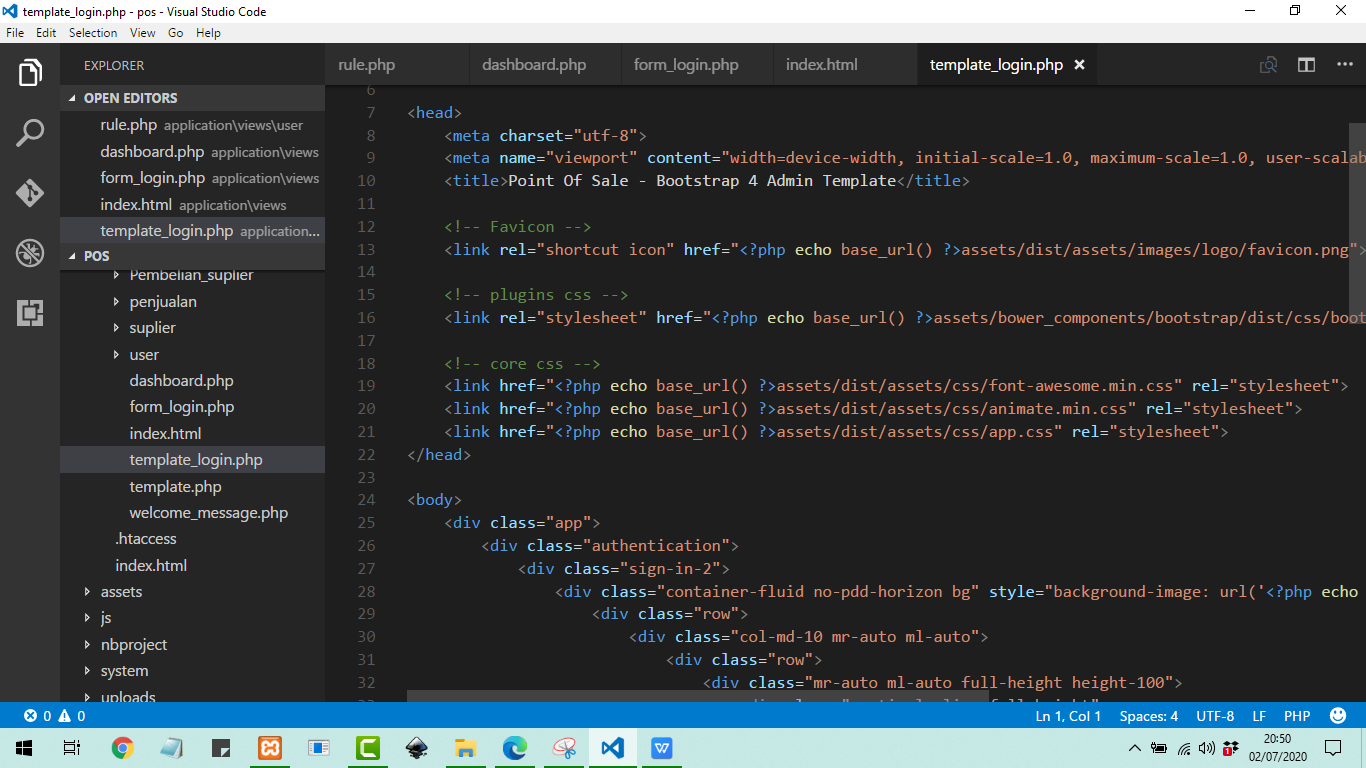 template_login.php - pos - Visual Studio Code
File Edit Selection View Go Help
EXPLORER
OPEN EDITORS
rule.php application\views\user
dashboard.php application\views
form_login.php application\views
index.html application\views
template_login.php application...
POS
Pembelian_suplier
penjualan
suplier
user
dashboard.php
form_login.php
index.html
template_login.php
template.php
welcome_message.php
.htaccess
index.html
assets
js
nbproject
system
uploads
rule.php dashboard.php form_login.php index.html template_login.php
6
7 <head>
8 <meta charset="utf-8">
9 <meta name="viewport" content="width=device-width, initial-scale=1.0, maximum-scale=1.0, user-scalab
10 <title>Point Of Sale - Bootstrap 4 Admin Template</title>
11
12 <!-- Favicon -->
13 <link rel="shortcut icon" href="<?php echo base_url() ?>assets/dist/assets/images/logo/favicon.png">
14
15 <!-- plugins css -->
16 <link rel="stylesheet" href="<?php echo base_url() ?>assets/bower_components/bootstrap/dist/css/boot
17
18 <!-- core css -->
19 <link href="<?php echo base_url() ?>assets/dist/assets/css/font-awesome.min.css" rel="stylesheet">
20 <link href="<?php echo base_url() ?>assets/dist/assets/css/animate.min.css" rel="stylesheet">
21 <link href="<?php echo base_url() ?>assets/dist/assets/css/app.css" rel="stylesheet">
22 </head>
23
24 <body>
25 <div class="app">
26 <div class="authentication">
27 <div class="sign-in-2">
28 <div class="container-fluid no-pdd-horizon bg" style="background-image: url('<?php echo
29 <div class="row">
30 <div class="col-md-10 mr-auto ml-auto">
31 <div class="row">
32 <div class="mr-auto ml-auto full-height height-100">
0 0 Ln 1, Col 1 Spaces: 4 UTF-8 LF PHP
20:50
02/07/2020